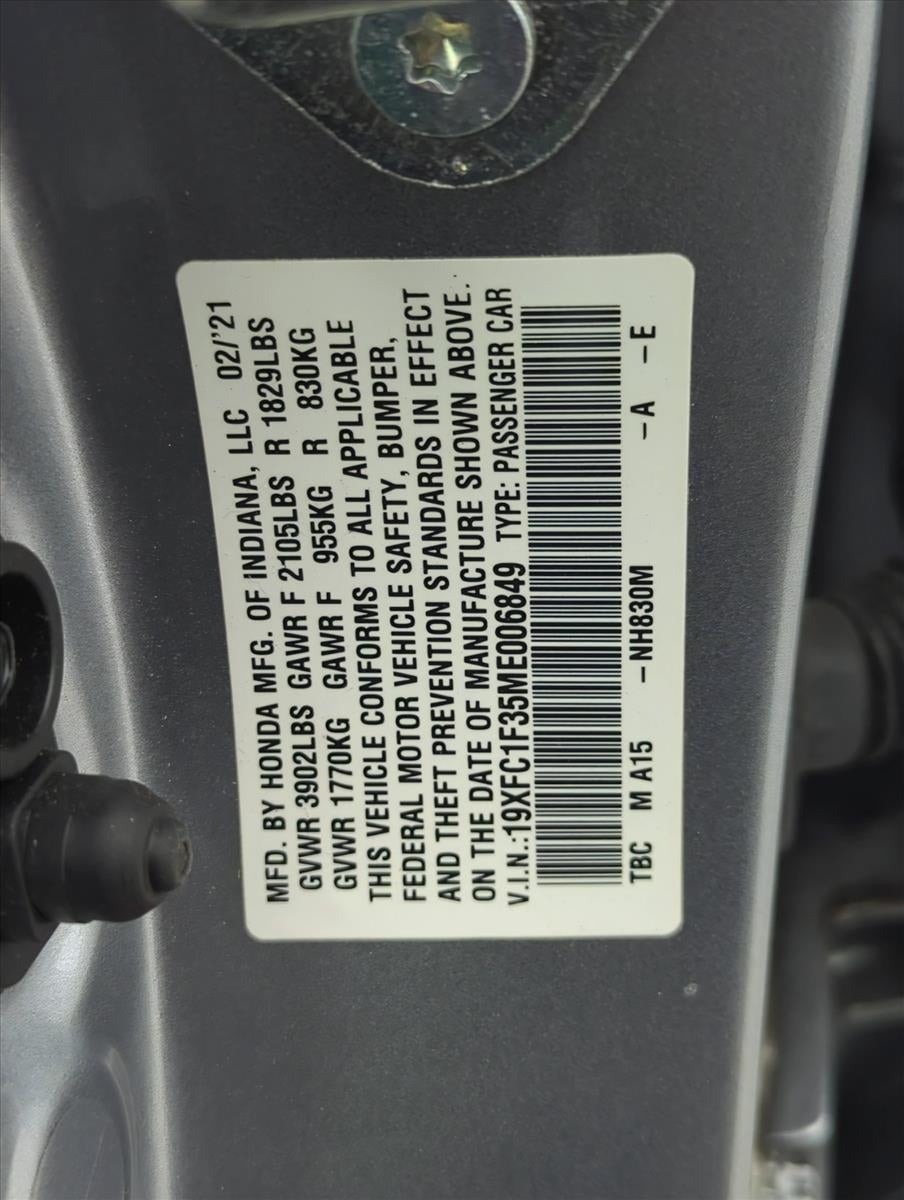 MFD. BY HONDA MFG. OF INDIANA, LLC 02/'21
GVWR 3902LBS GAWR F 2105LBS R 1829LBS
GVWR 1770KG GAWR F 955KG R 830KG
THIS VEHICLE CONFORMS TO ALL APPLICABLE
FEDERAL MOTOR VEHICLE SAFETY, BUMPER,
AND THEFT PREVENTION STANDARDS IN EFFECT
ON THE DATE OF MANUFACTURE SHOWN ABOVE.
V.I.N.:19XFC1F35ME006849 TYPE: PASSENGER CAR
TBC M A15 -NH830M -A -E